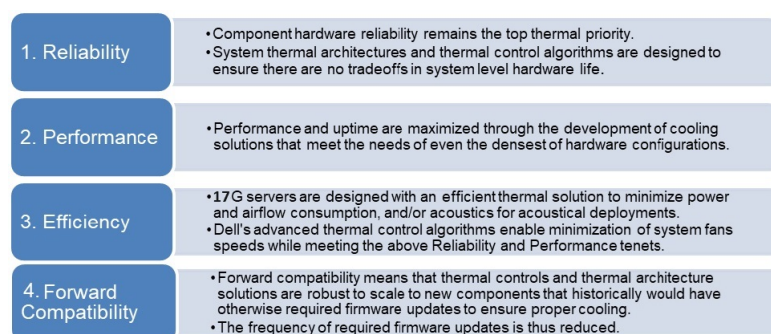 1. Reliability
•Component hardware reliability remains the top thermal priority.
•System thermal architectures and thermal control algorithms are designed to
ensure there are no tradeoffs in system level hardware life.
2. Performance
•Performance and uptime are maximized through the development of cooling
solutions that meet the needs of even the densest of hardware configurations.
3. Efficiency
•17G servers are designed with an efficient thermal solution to minimize power
and airflow consumption, and/or acoustics for acoustical deployments.
•Dell's advanced thermal control algorithms enable minimization of system fans
speeds while meeting the above Reliability and Performance tenets.
4. Forward
Compatibility
•Forward compatibility means that thermal controls and thermal architecture
solutions are robust to scale to new components that historically would have
otherwise required firmware updates to ensure proper cooling.
•The frequency of required firmware updates is thus reduced.